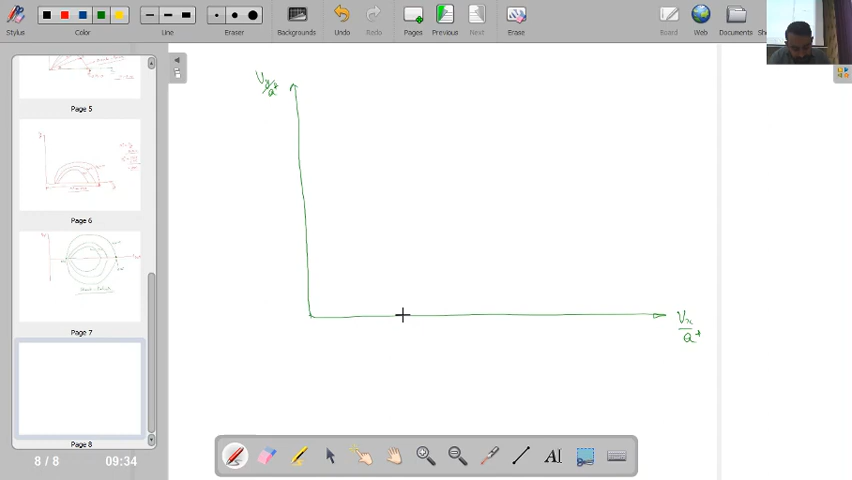 Stylus
Color
Line
Eraser
Backgrounds
Undo
Redo
Pages
Previous
Next
Erase
Board
Web
Documents
Page 5
Page 6
Page 7
Page 8
8 / 8 09:34
Vy/a*
Vx
a*